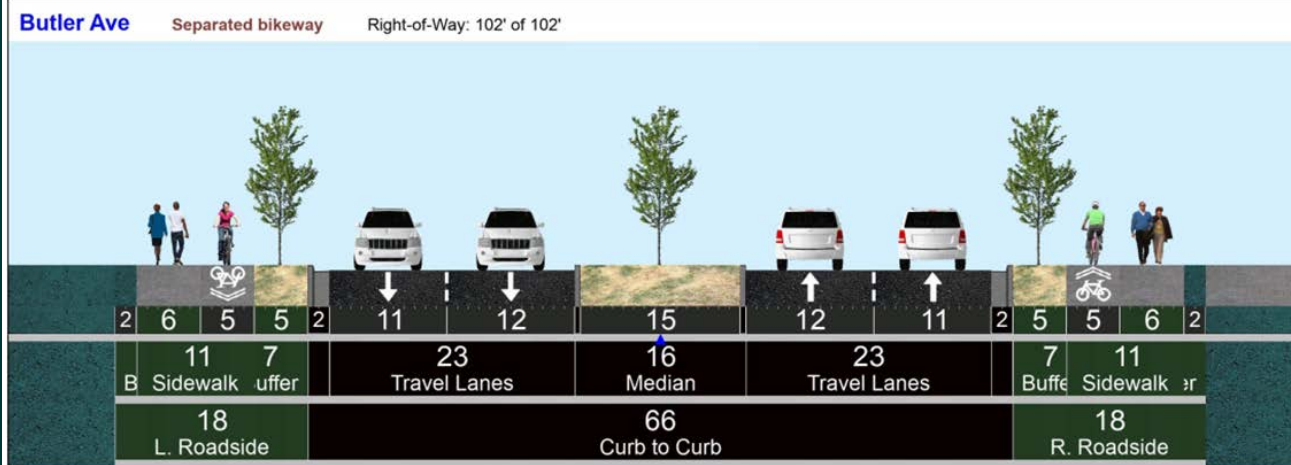 Butler Ave Separated bikeway Right-of-Way: 102' of 102'
2 6 5 5 2 11 12 15 12 11 2 5 5 6 2
11 7 23 16 23 7 11
B Sidewalk uffer Travel Lanes Median Travel Lanes Buffe Sidewalk er
18 66 18
L. Roadside Curb to Curb R. Roadside